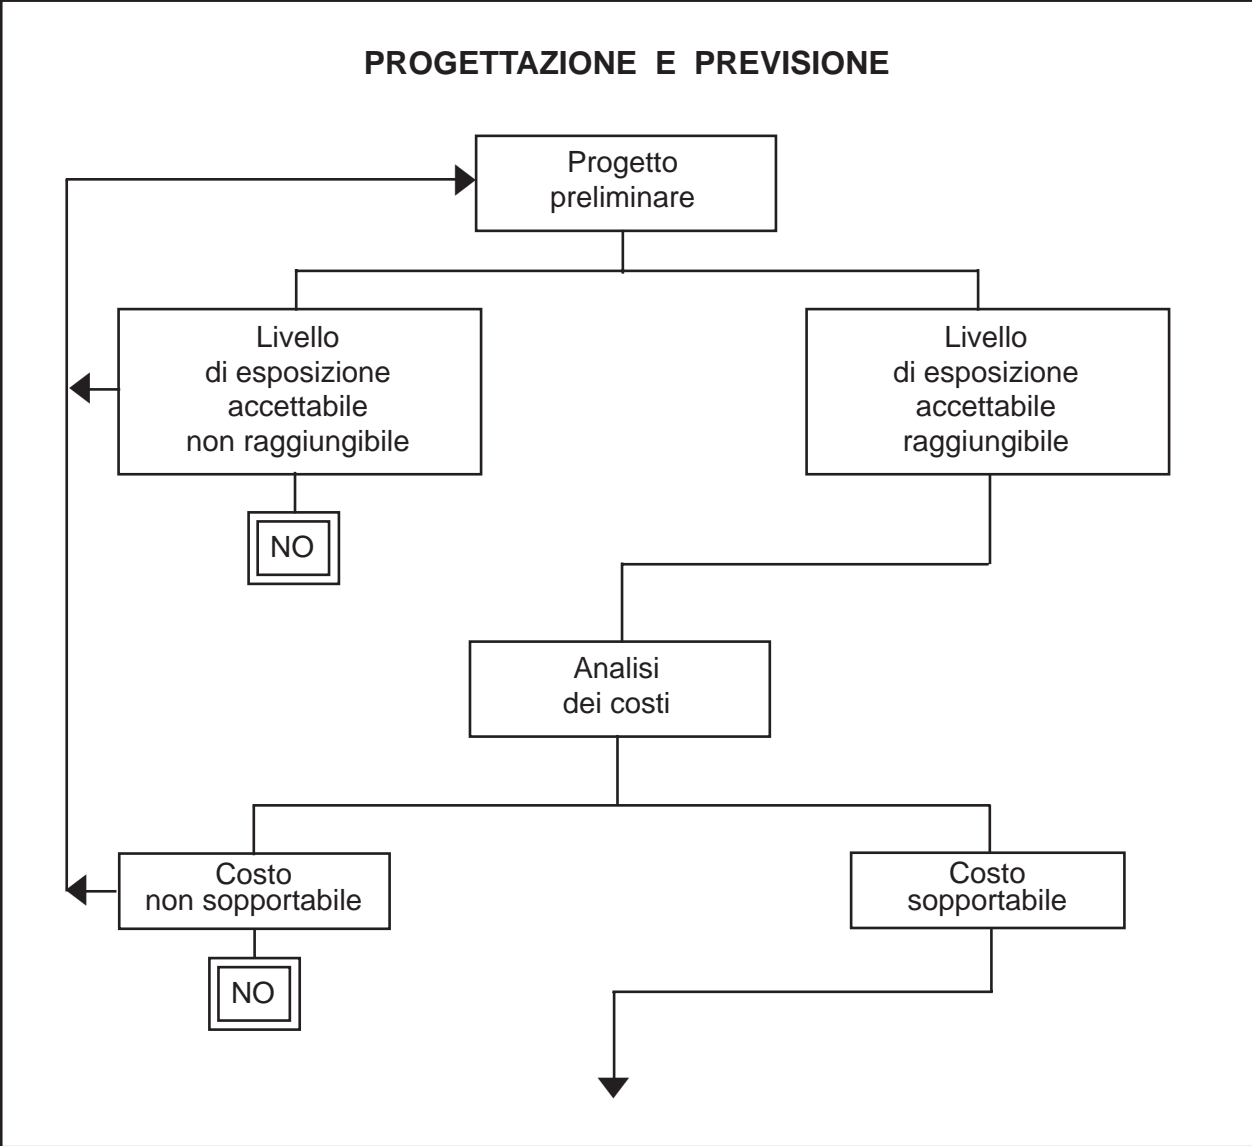 PROGETTAZIONE E PREVISIONE
Progetto
preliminare
Livello
di esposizione
accettabile
non raggiungibile
Livello
di esposizione
accettabile
raggiungibile
NO
Analisi
dei costi
Costo
non sopportabile
Costo
sopportabile
NO